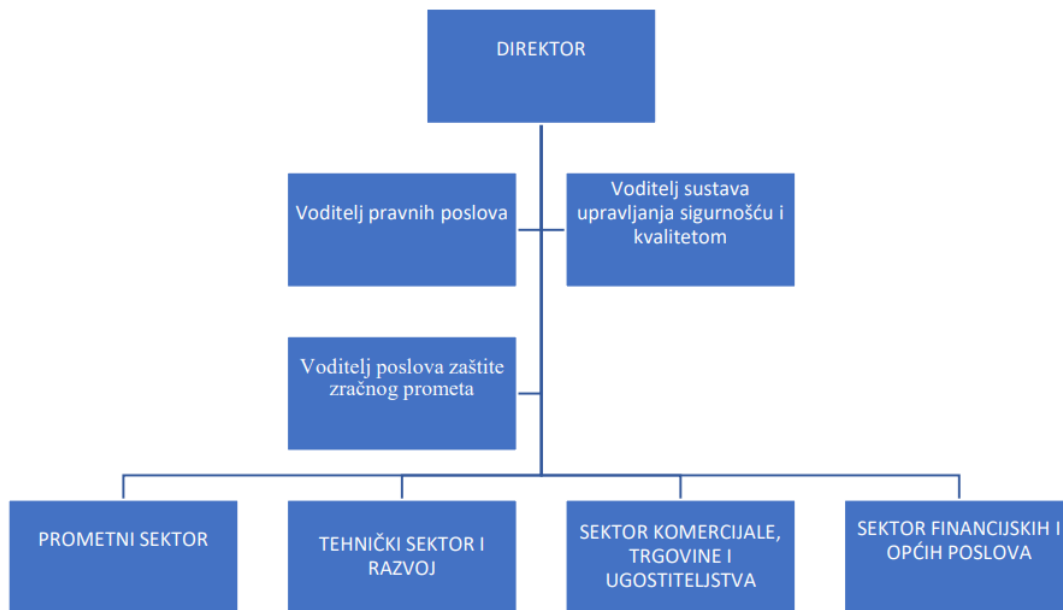 DIREKTOR
Voditelj pravnih poslova
Voditelj sustava
upravljanja sigurnošću i
kvalitetom
Voditelj poslova zaštite
zračnog prometa
PROMETNI SEKTOR
TEHNIČKI SEKTOR I
RAZVOJ
SEKTOR KOMERCIJALE,
TRGOVINE I
UGOSTITELJSTVA
SEKTOR FINANCIJSKIH I
OPĆIH POSLOVA